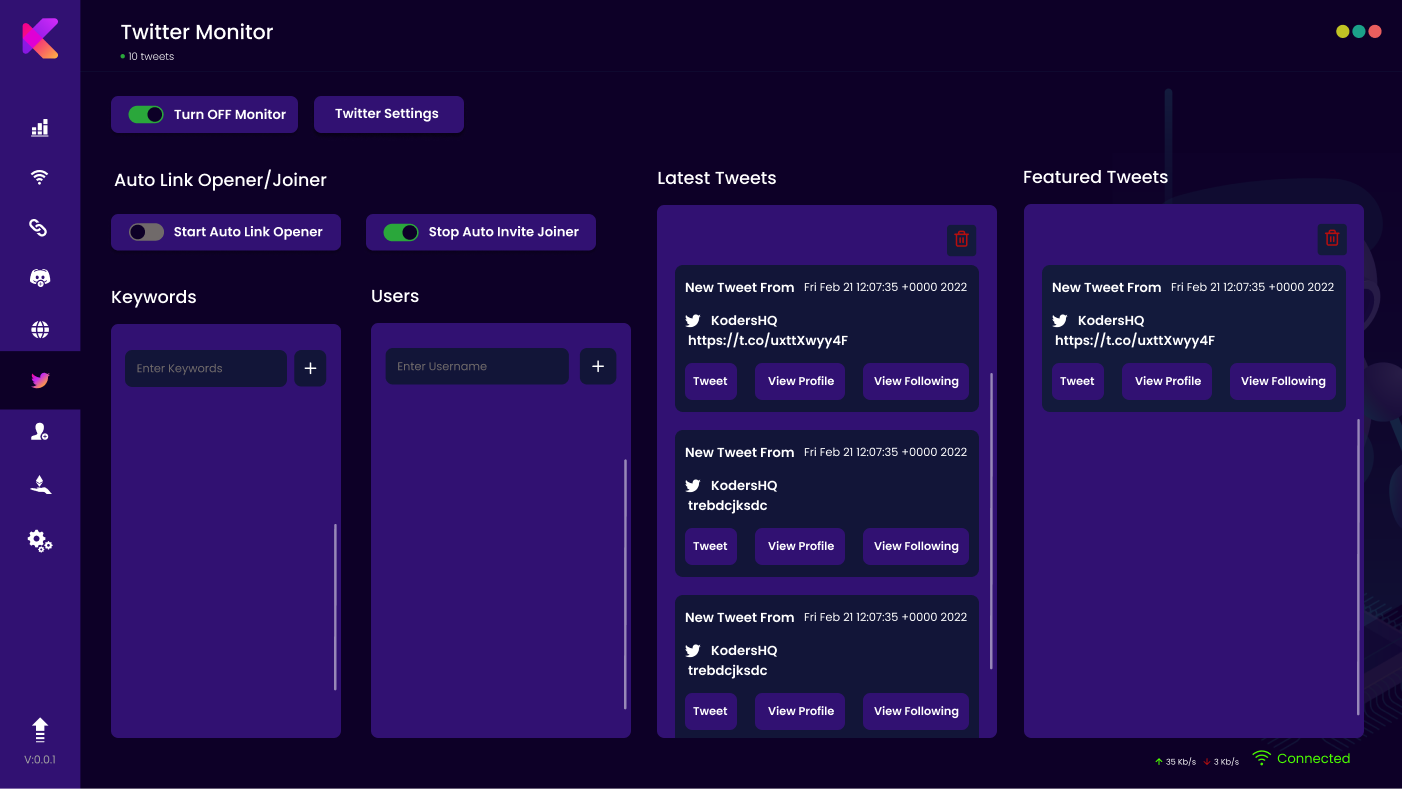 Twitter Monitor
10 tweets
Turn OFF Monitor
Twitter Settings
Auto Link Opener/Joiner
Start Auto Link Opener
Stop Auto Invite Joiner
Keywords
Enter Keywords
+
Users
Enter Username
+
Latest Tweets
New Tweet From Fri Feb 21 12:07:35 +0000 2022
KodersHQ
https://t.co/uxttXwyy4F
Tweet View Profile View Following
New Tweet From Fri Feb 21 12:07:35 +0000 2022
KodersHQ
trebdcjksdc
Tweet View Profile View Following
New Tweet From Fri Feb 21 12:07:35 +0000 2022
KodersHQ
trebdcjksdc
Tweet View Profile View Following
Featured Tweets
New Tweet From Fri Feb 21 12:07:35 +0000 2022
KodersHQ
https://t.co/uxttXwyy4F
Tweet View Profile View Following
V:0.0.1
35 Kb/s 3 Kb/s Connected